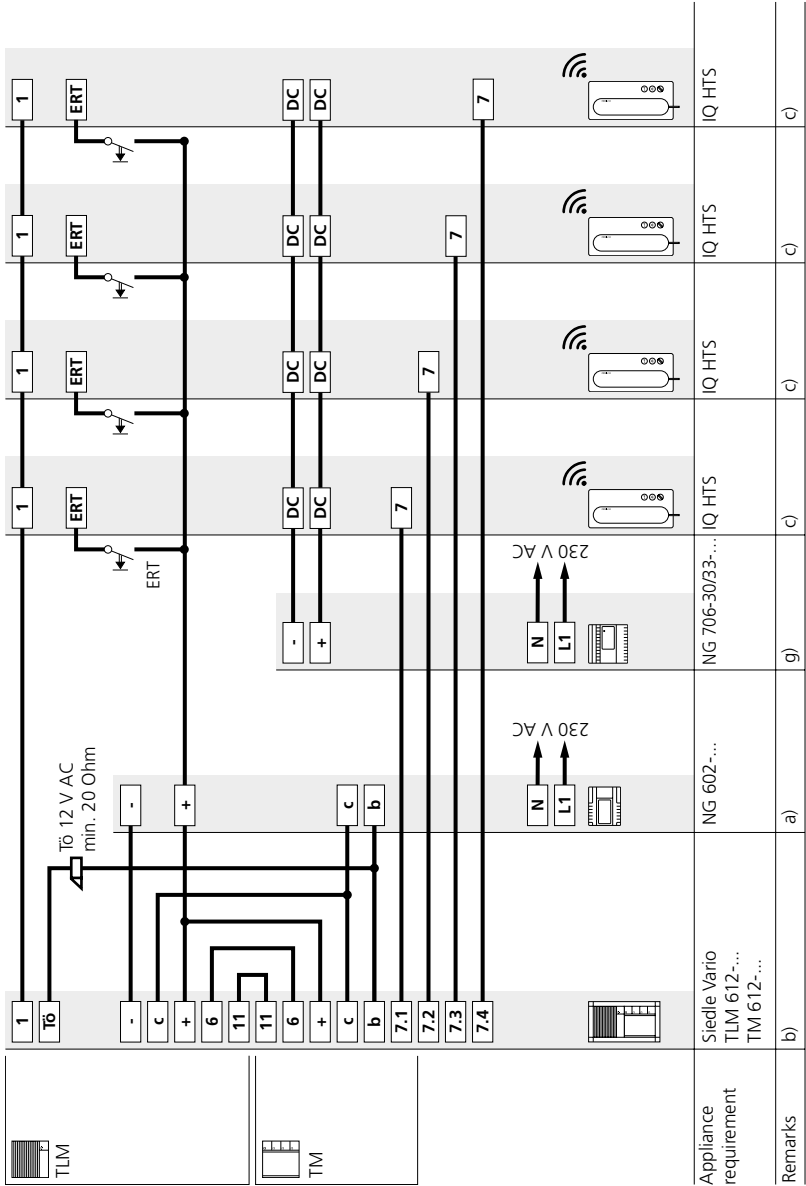 TLM
TM
1 1 1 1 1
Tö ERT ERT ERT ERT
Tö 12 V AC
min. 20 Ohm
ERT
- -
c
+ +
6
11
11
6
+
c c
b b
- DC DC DC DC
+ DC DC DC DC
7.1 7
7.2 7
7.3 7
7.4 7
N N
L1 L1
230 V AC 230 V AC
Appliance
requirement
Siedle Vario
TLM 612-...
TM 612-...
NG 602-...
NG 706-30/33-...
IQ HTS
IQ HTS
IQ HTS
IQ HTS
Remarks
b)
a)
g)
c)
c)
c)
c)